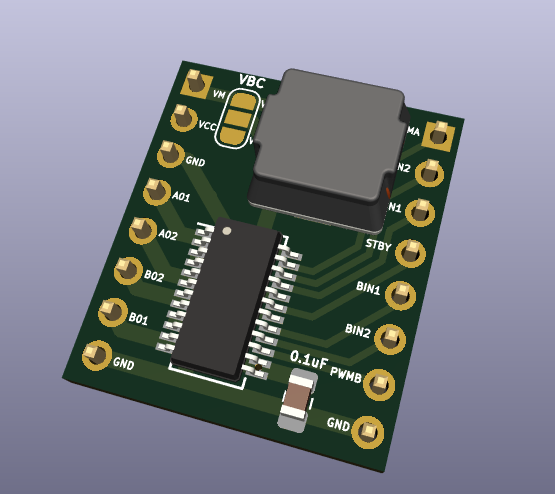 VBC
VM
VCC
GND
A01
A02
B02
B01
GND
MA
N2
N1
STBY
BIN1
BIN2
PWMB
GND
0.1uF
1